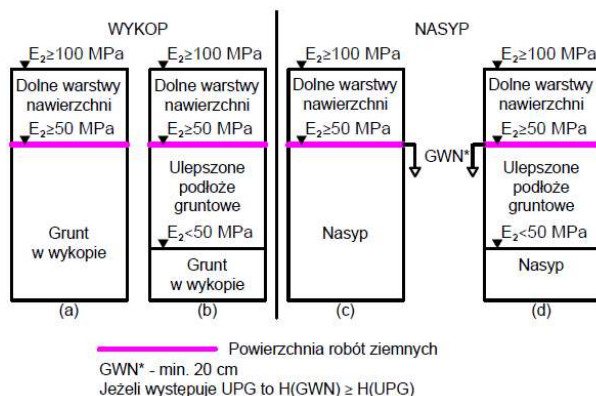 WYKOP
NASYP
E2≥100 MPa
E2≥100 MPa
E2≥100 MPa
E2≥100 MPa
Dolne warstwy
nawierzchni
Dolne warstwy
nawierzchni
Dolne warstwy
nawierzchni
Dolne warstwy
nawierzchni
E2≥50 MPa
E2≥50 MPa
E2≥50 MPa
E2≥50 MPa
GWN*
Grunt
w wykopie
Ulepszone
podłoże
gruntowe
E2<50 MPa
Grunt
w wykopie
Nasyp
Ulepszone
podłoże
gruntowe
E2<50 MPa
Nasyp
(a)
(b)
(c)
(d)
Powierzchnia robót ziemnych
GWN* - min. 20 cm
Jeżeli występuje UPG to H(GWN) ≥ H(UPG)